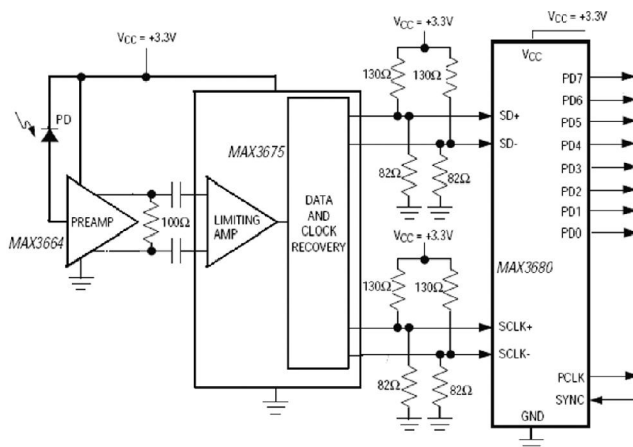 VCC = +3.3V
PD
MAX3664
PREAMP
100Ω
MAX3675
LIMITING
AMP
DATA
AND
CLOCK
RECOVERY
VCC = +3.3V
130Ω
130Ω
82Ω
82Ω
VCC = +3.3V
130Ω
130Ω
82Ω
82Ω
VCC = +3.3V
VCC
SD+
SD-
MAX3680
SCLK+
SCLK-
GND
PD7
PD6
PD5
PD4
PD3
PD2
PD1
PD0
PCLK
SYNC